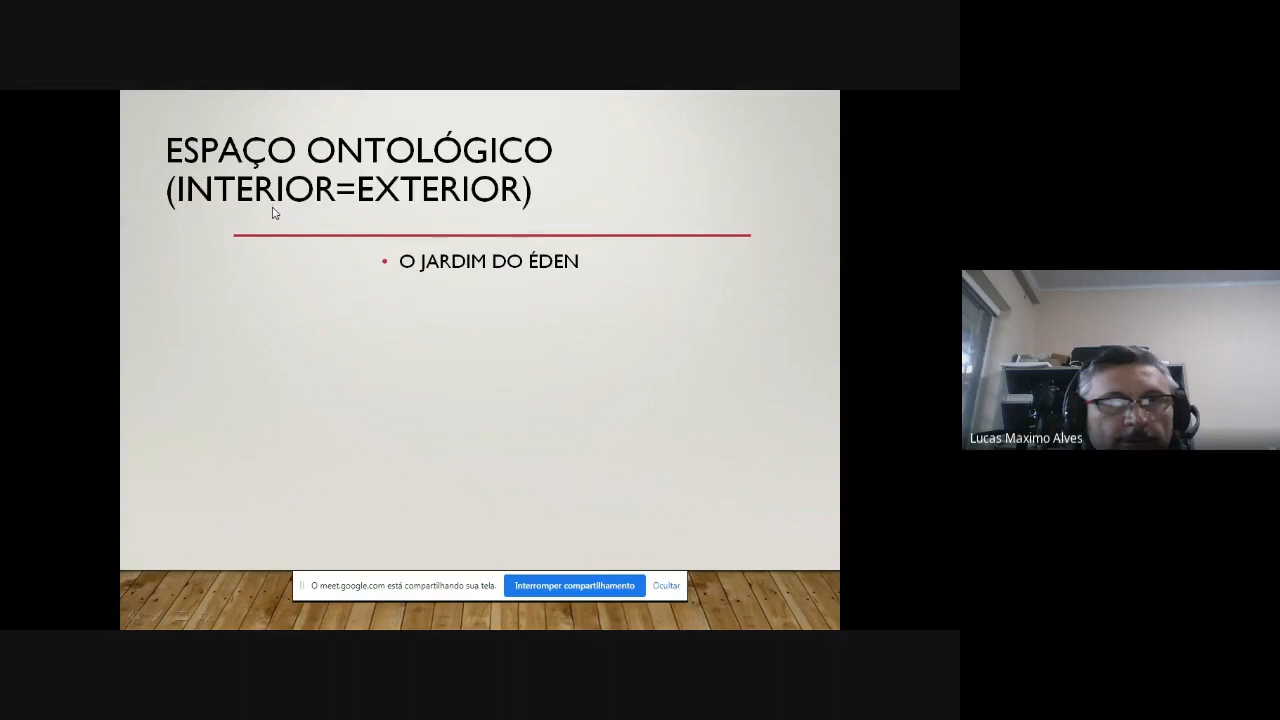 ESPAÇO ONTOLÓGICO
(INTERIOR=EXTERIOR)
• O JARDIM DO ÉDEN
Lucas Maximo Alves
O meet.google.com está compartilhando sua tela. Interromper compartilhamento Ocultar